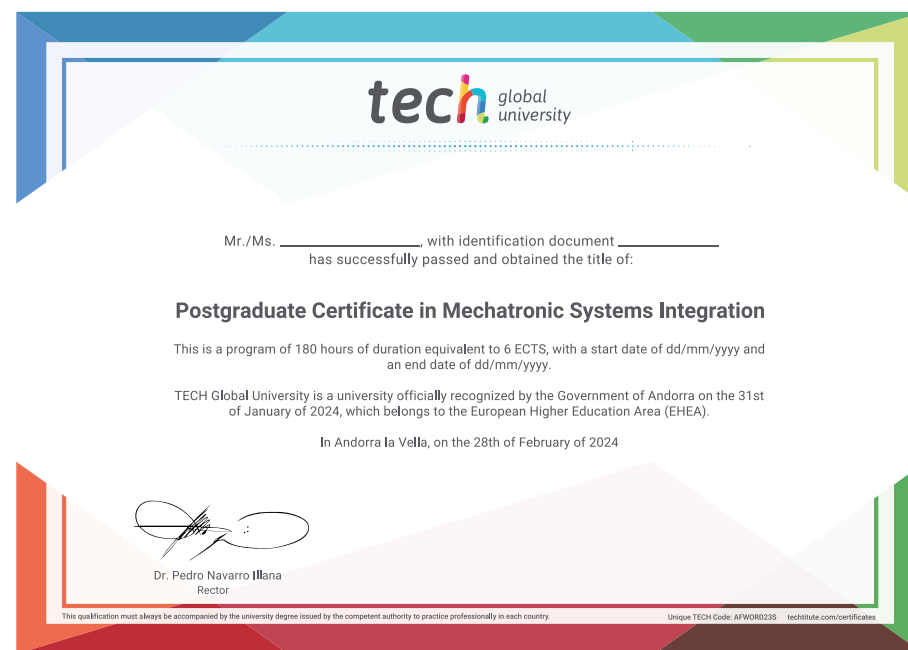 tech global university
Mr./Ms. ____________, with identification document ____________
has successfully passed and obtained the title of:
Postgraduate Certificate in Mechatronic Systems Integration
This is a program of 180 hours of duration equivalent to 6 ECTS, with a start date of dd/mm/yyyy and
an end date of dd/mm/yyyy.
TECH Global University is a university officially recognized by the Government of Andorra on the 31st
of January of 2024, which belongs to the European Higher Education Area (EHEA).
In Andorra la Vella, on the 28th of February of 2024
Dr. Pedro Navarro Illana
Rector
This qualification must always be accompanied by the university degree issued by the competent authority to practice professionally in each country.
Unique TECH Code: AFWORD23S techtitute.com/certificates